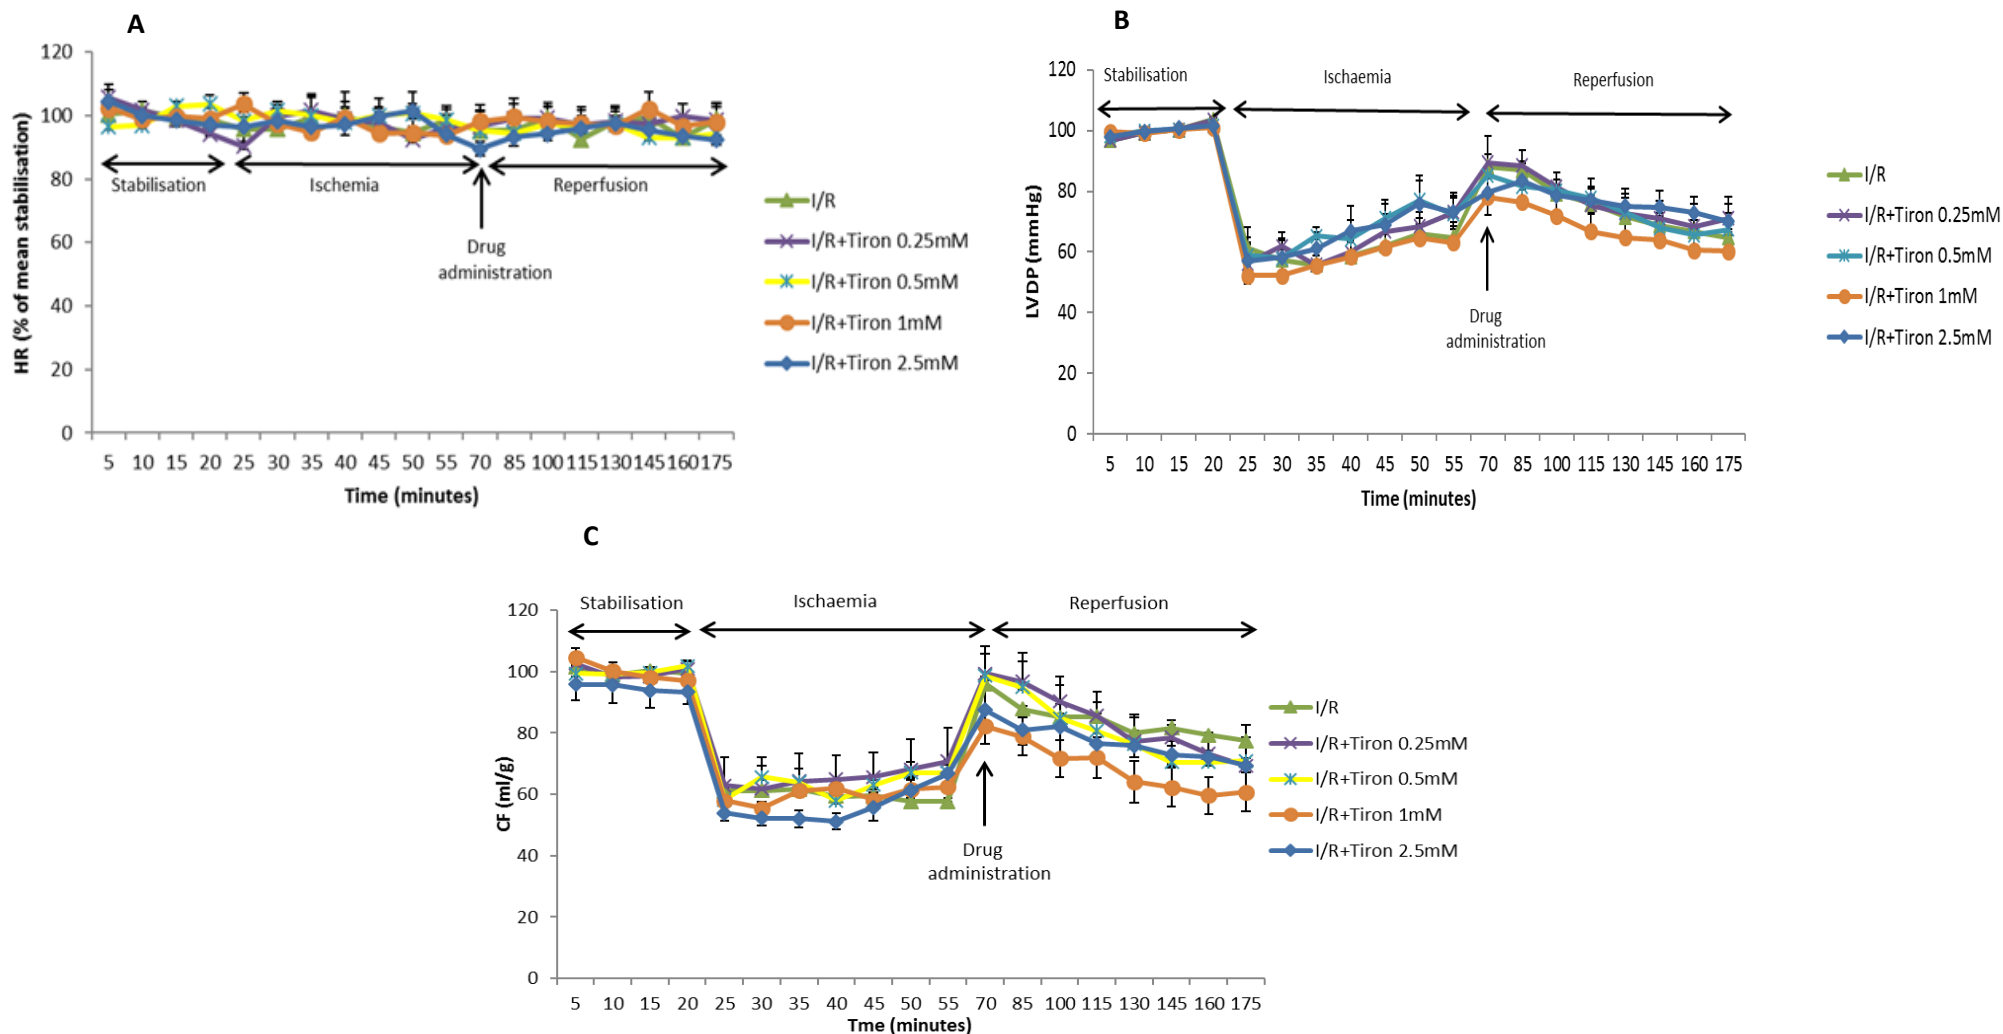 A
120
100
80
60
40
20
0
HR (% of mean stabilisation)
Stabilisation
Ischemia
Reperfusion
Drug
administration
5 10 15 20 25 30 35 40 45 50 55 70 85 100 115 130 145 160 175
Time (minutes)
I/R
I/R+Tiron 0.25mM
I/R+Tiron 0.5mM
I/R+Tiron 1mM
I/R+Tiron 2.5mM
B
120
100
80
60
40
20
0
LVDP (mmHg)
Stabilisation
Ischaemia
Reperfusion
Drug
administration
5 10 15 20 25 30 35 40 45 50 55 70 85 100 115 130 145 160 175
Time (minutes)
I/R
I/R+Tiron 0.25mM
I/R+Tiron 0.5mM
I/R+Tiron 1mM
I/R+Tiron 2.5mM
C
120
100
80
60
40
20
0
CF (ml/g)
Stabilisation
Ischaemia
Reperfusion
Drug
administration
5 10 15 20 25 30 35 40 45 50 55 70 85 100 115 130 145 160 175
Tme (minutes)
I/R
I/R+Tiron 0.25mM
I/R+Tiron 0.5mM
I/R+Tiron 1mM
I/R+Tiron 2.5mM